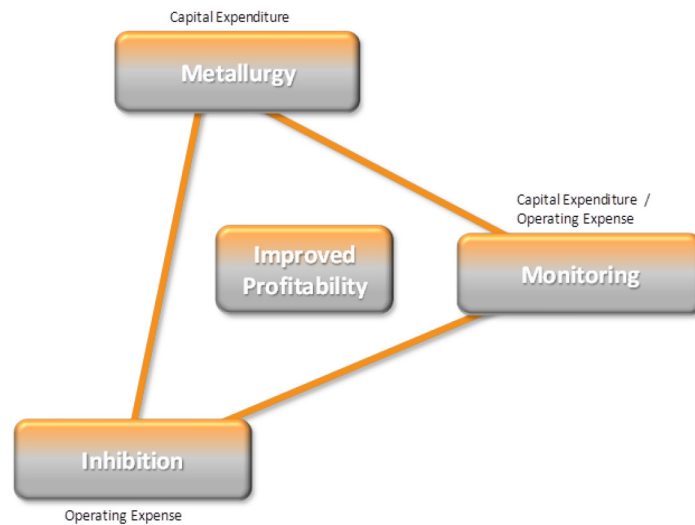 Capital Expenditure
Metallurgy
Capital Expenditure /
Operating Expense
Improved
Profitability
Monitoring
Inhibition
Operating Expense